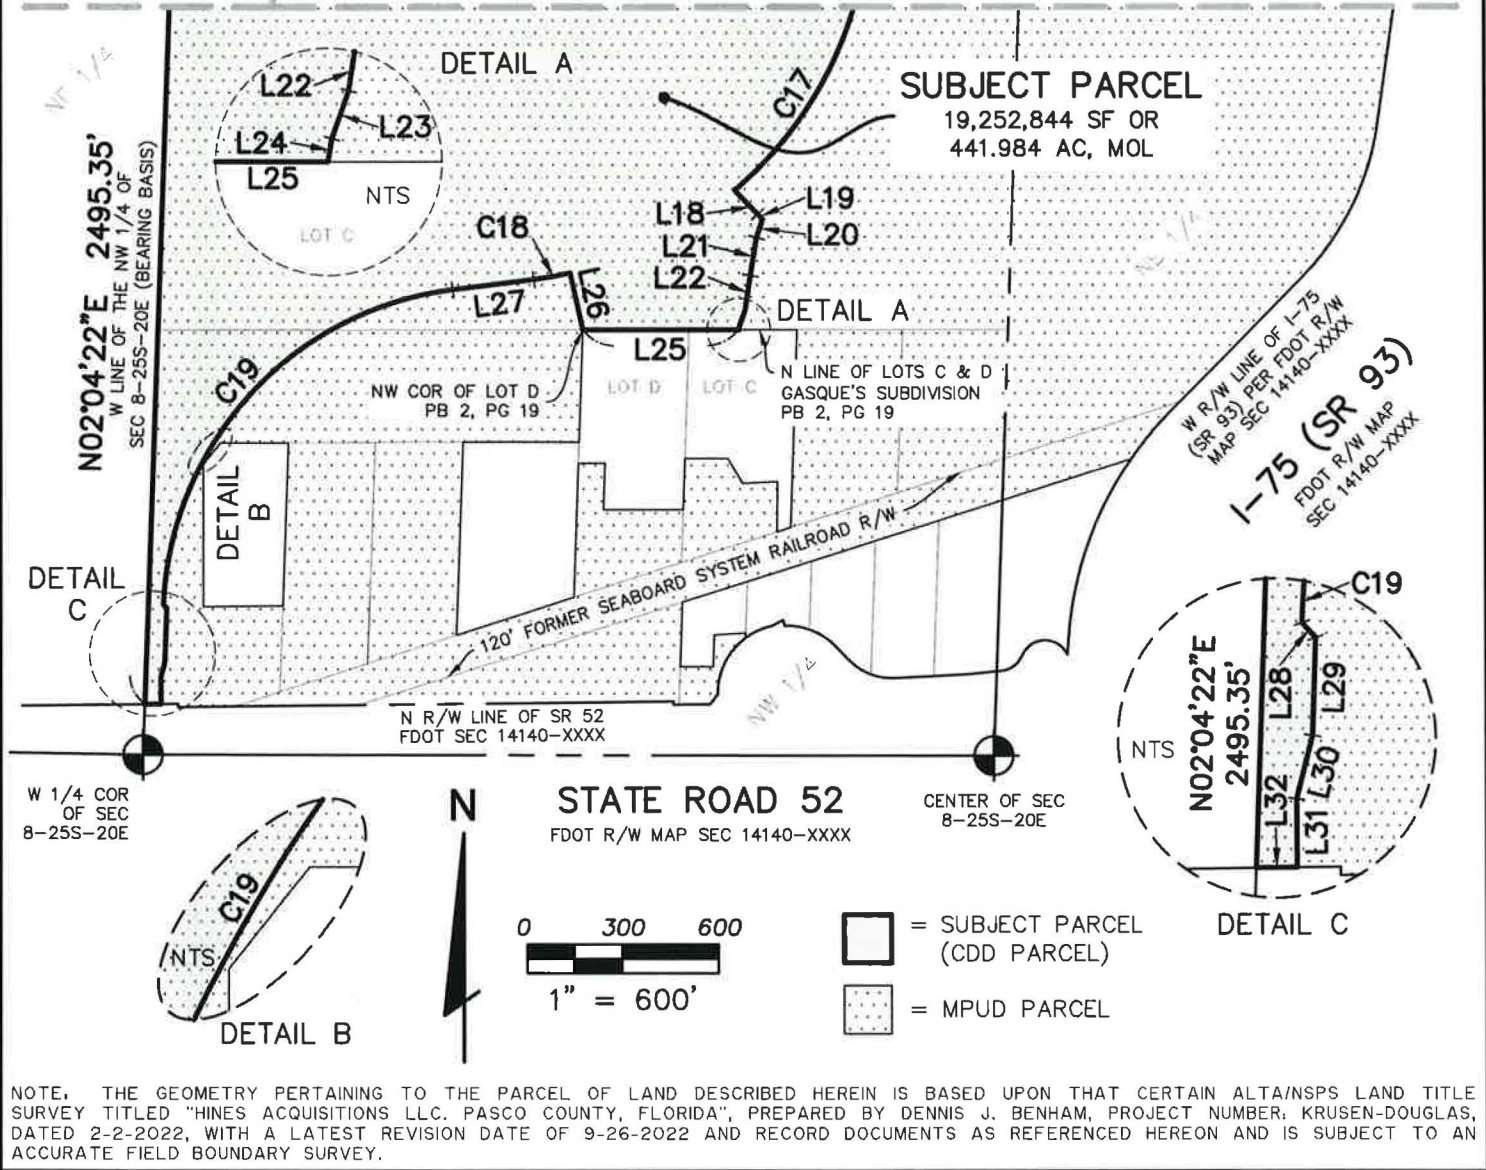 DETAIL A
L22
L23
L24
L25
NTS
LOT C
NW 1/4
N02°04'22"E 2495.35'
W LINE OF THE NW 1/4 OF
SEC 8-25S-20E (BEARING BASIS)
C17
SUBJECT PARCEL
19,252,844 SF OR
441.984 AC, MOL
L18
L19
L20
L21
L22
NE 1/4
C18
L26
L27
DETAIL A
L25
C19
NW COR OF LOT D
PB 2, PG 19
LOT D
LOT C
N LINE OF LOTS C & D
GASQUE'S SUBDIVISION
PB 2, PG 19
W R/W LINE OF I-75
(SR 93) PER FDOT R/W
MAP SEC 14140-XXXX
I-75 (SR 93)
FDOT R/W MAP
SEC 14140-XXXX
DETAIL
B
DETAIL
C
120' FORMER SEABOARD SYSTEM RAILROAD R/W
NW 1/4
N R/W LINE OF SR 52
FDOT SEC 14140-XXXX
C19
N02°04'22"E
2495.35'
L28
L29
NTS
L32
L31
L30
DETAIL C
W 1/4 COR
OF SEC
8-25S-20E
N
STATE ROAD 52
FDOT R/W MAP SEC 14140-XXXX
CENTER OF SEC
8-25S-20E
C19
NTS
DETAIL B
0 300 600
1" = 600'
= SUBJECT PARCEL
(CDD PARCEL)
= MPUD PARCEL
NOTE: THE GEOMETRY PERTAINING TO THE PARCEL OF LAND DESCRIBED HEREIN IS BASED UPON THAT CERTAIN ALTA/NSPS LAND TITLE
SURVEY TITLED "HINES ACQUISITIONS LLC. PASCO COUNTY, FLORIDA", PREPARED BY DENNIS J. BENHAM, PROJECT NUMBER: KRUSEN-DOUGLAS,
DATED 2-2-2022, WITH A LATEST REVISION DATE OF 9-26-2022 AND RECORD DOCUMENTS AS REFERENCED HEREON AND IS SUBJECT TO AN
ACCURATE FIELD BOUNDARY SURVEY.